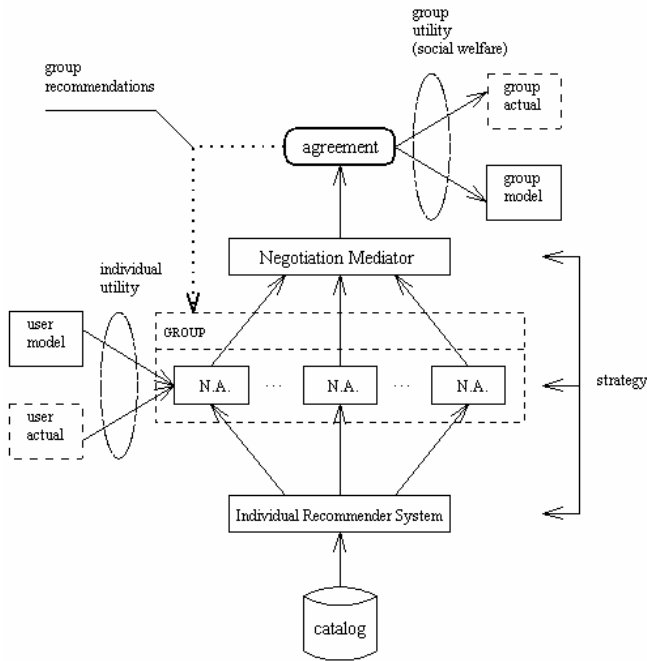 group
utility
(social welfare)
group
recommendations
group
actual
agreement
group
model
Negotiation Mediator
individual
utility
user
model
GROUP
N.A. ... N.A. ... N.A.
strategy
user
actual
Individual Recommender System
catalog